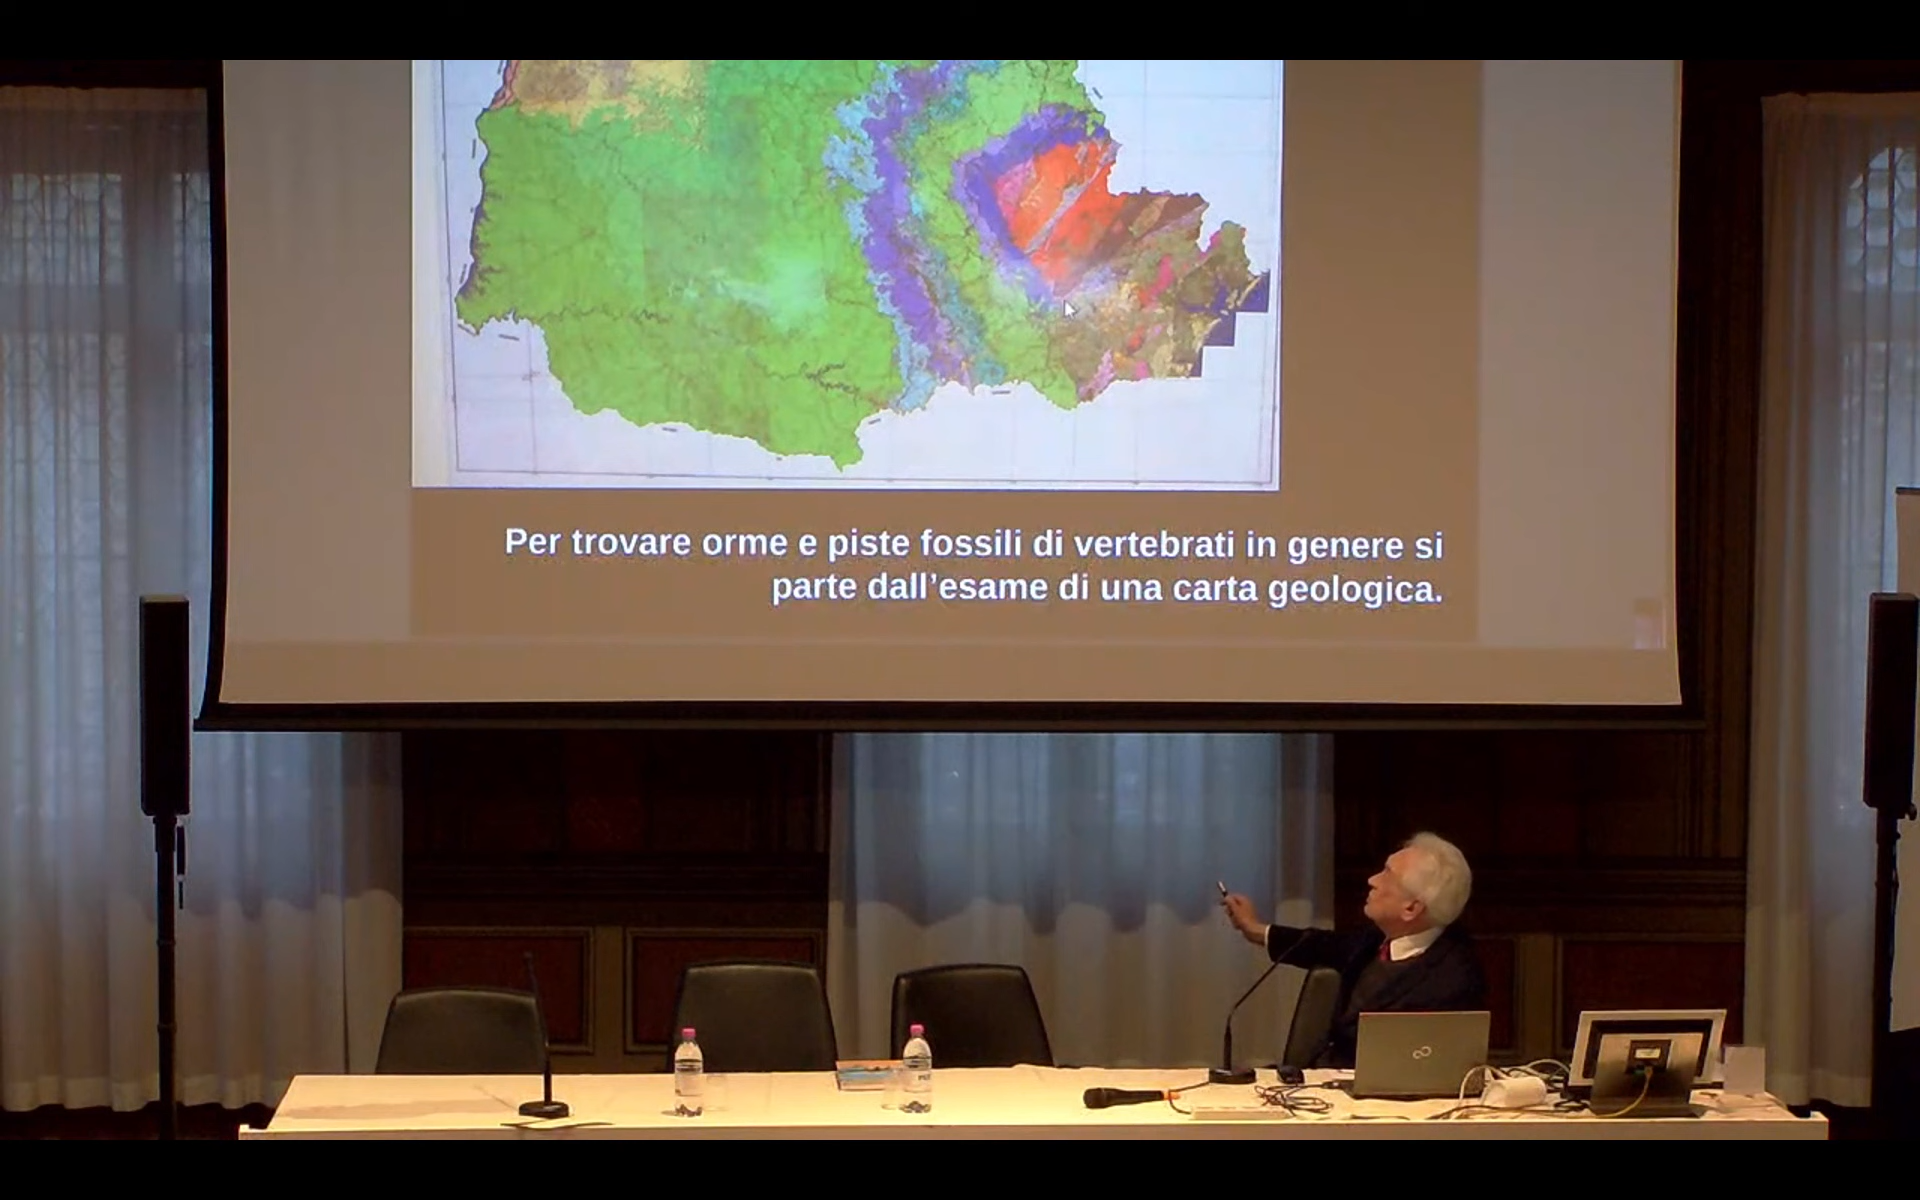 Per trovare orme e piste fossili di vertebrati in genere si
parte dall’esame di una carta geologica.